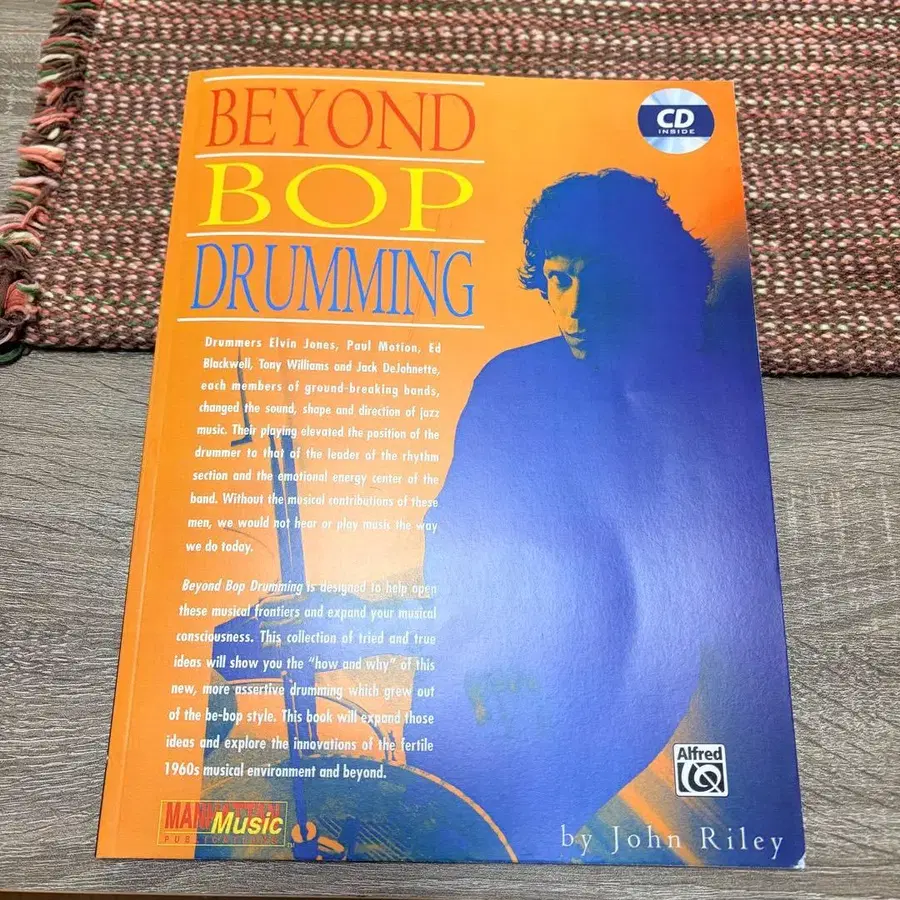 BEYOND
BOP
DRUMMING
CD
INSIDE
Drummers Elvin Jones, Paul Motion, Ed
Blackwell, Tony Williams and Jack DeJohnette,
each members of ground-breaking bands,
changed the sound, shape and direction of jazz
music. Their playing elevated the position of the
drummer to that of the leader of the rhythm
section and the emotional energy center of the
band. Without the musical contributions of these
men, we would not hear or play music the way
we do today.
Beyond Bop Drumming is designed to help open
these musical frontiers and expand your musical
consciousness. This collection of tried and true
ideas will show you the "how and why" of this
new, more assertive drumming which grew out
of the be-bop style. This book will expand those
ideas and explore the innovations of the fertile
1960s musical environment and beyond.
MANHATTAN
Music
PUBLICATIONS
TM
Alfred
by John Riley